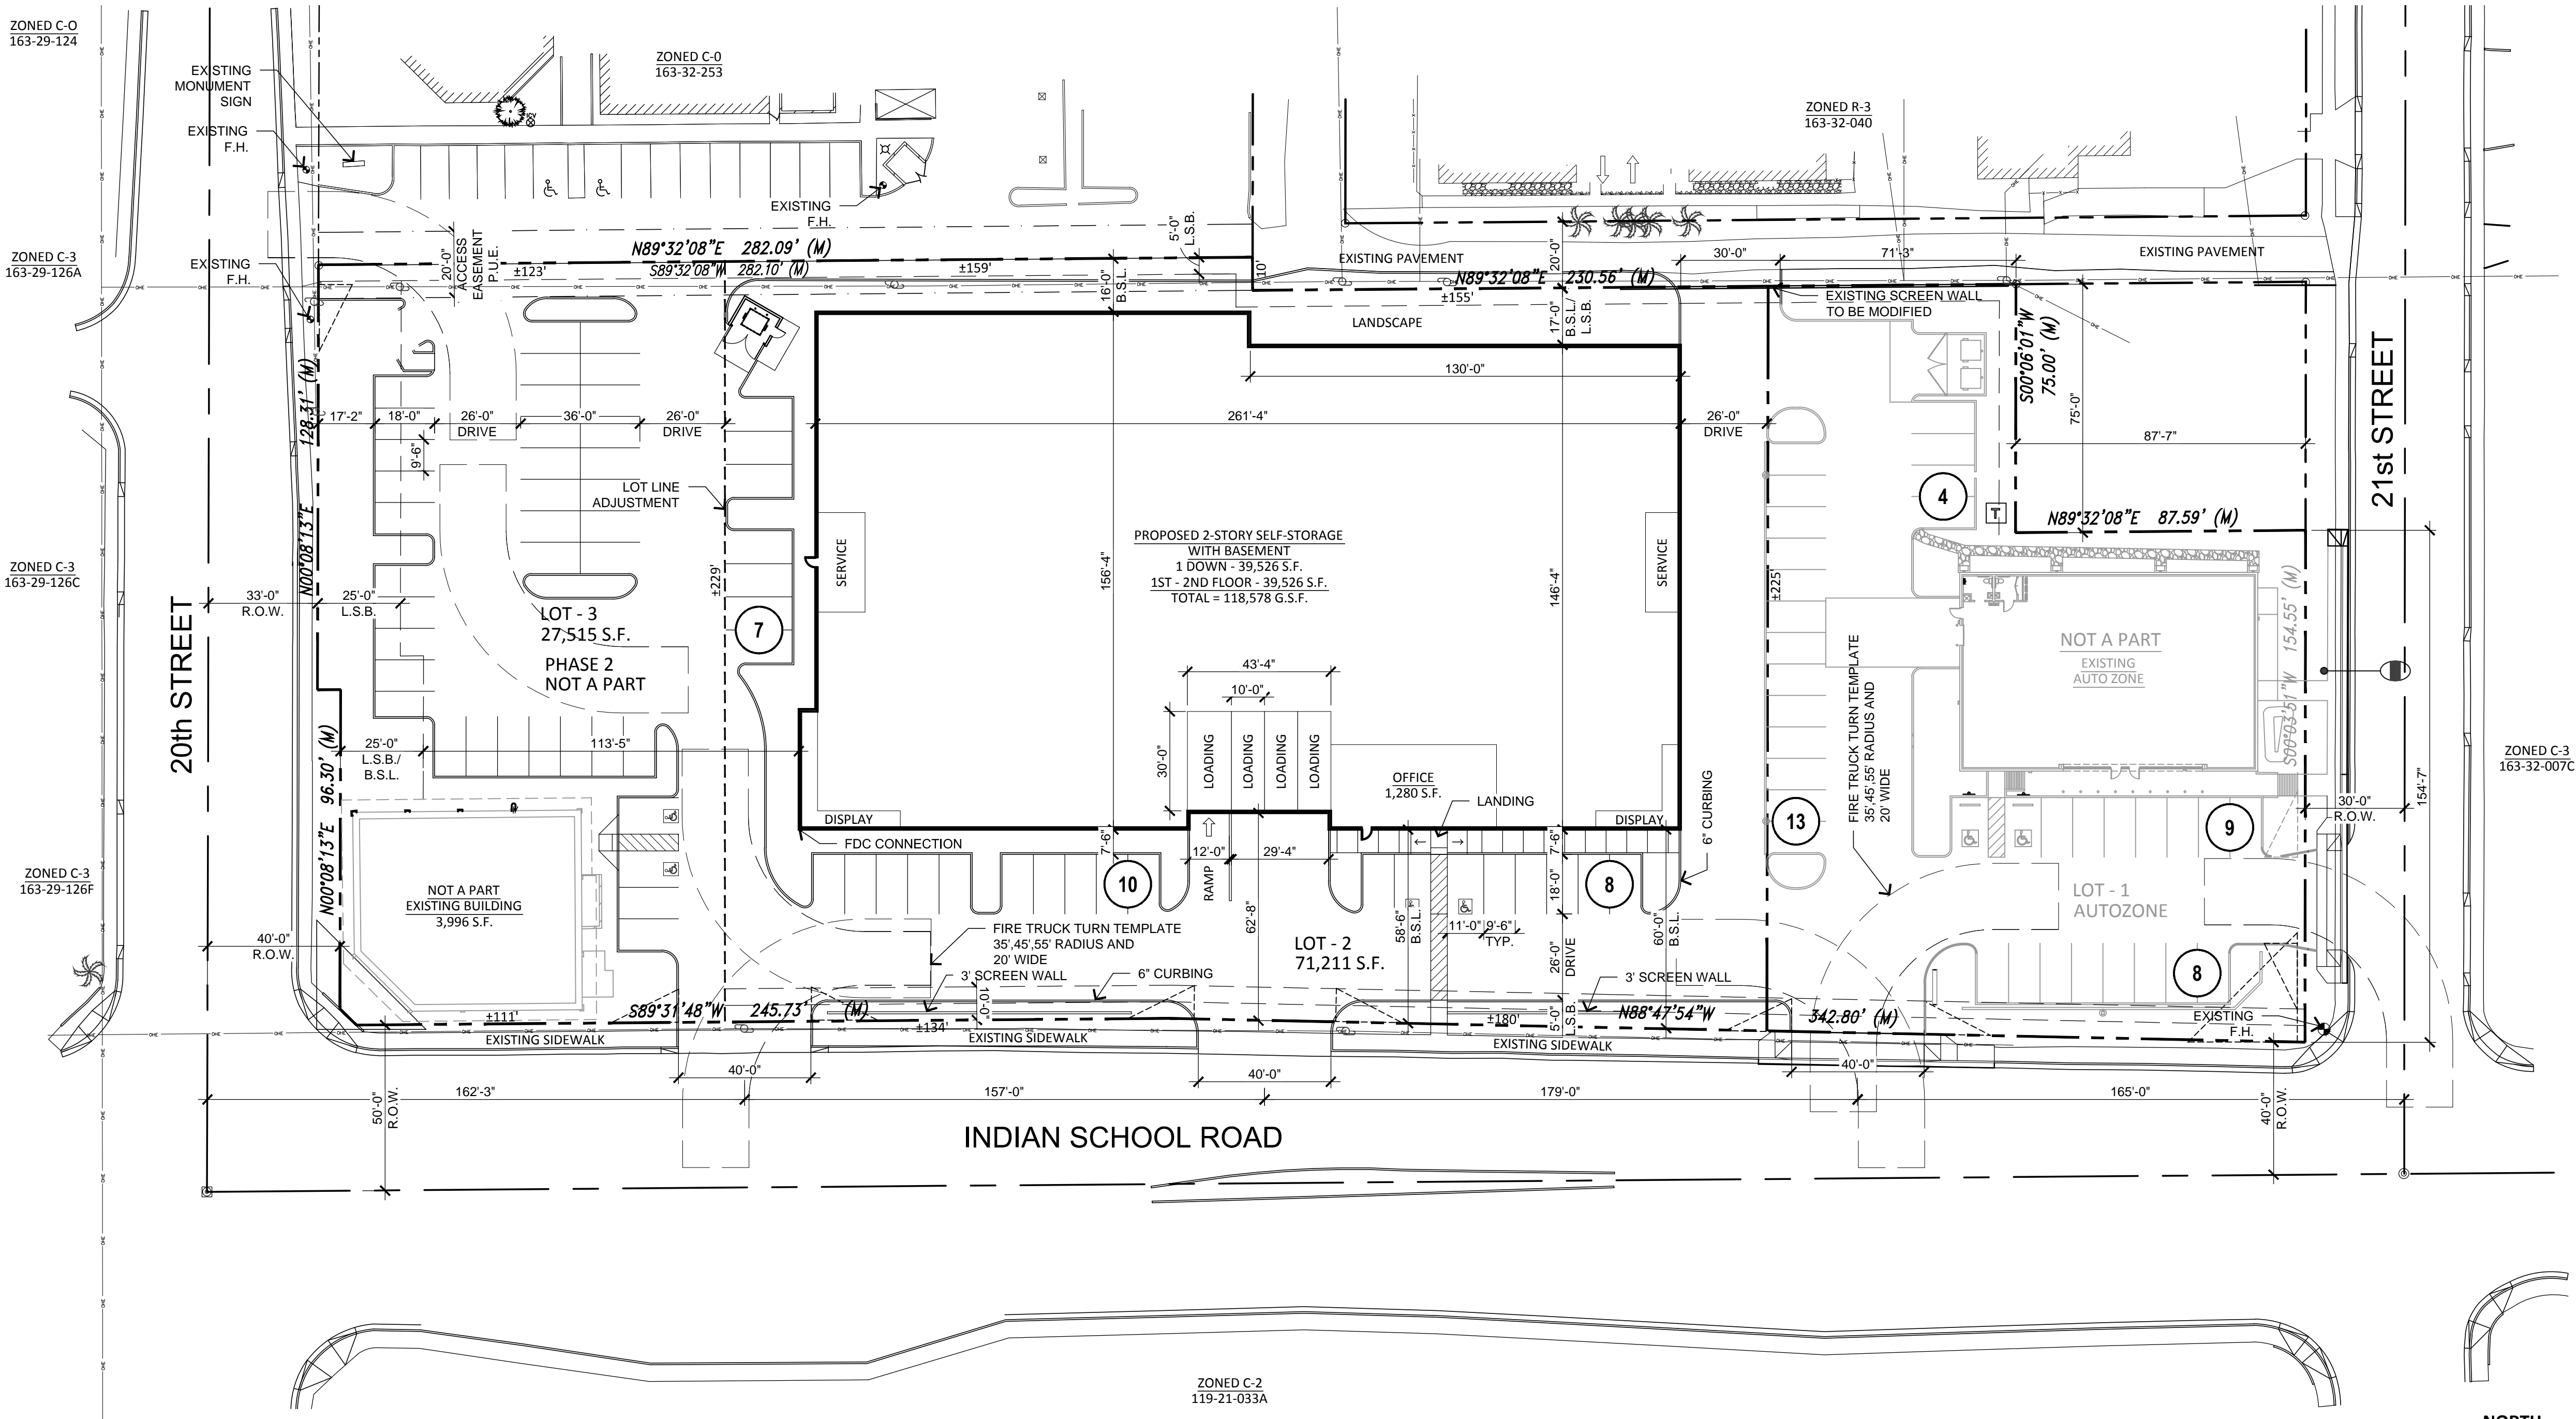 ZONED C-O
163-29-124
EXISTING
MONUMENT
SIGN
EXISTING
F.H.
ZONED C-0
163-32-253
ZONED R-3
163-32-040
EXISTING
F.H.
ZONED C-3
163-29-126A
EXISTING
F.H.
20'-0"
ACCESS
EASEMENT
P.U.E.
N89°32'08"E 282.09' (M)
S89°32'08"W 282.10' (M)
±123'
±159'
5'-0"
L.S.B.
16'-0"
B.S.L.
10'
EXISTING PAVEMENT
N89°32'08"E 230.56' (M)
±155'
20'-0"
17'-0"
B.S.L./
L.S.B.
LANDSCAPE
30'-0"
71'-3"
EXISTING PAVEMENT
EXISTING SCREEN WALL
TO BE MODIFIED
S00°06'01"W
75.00' (M)
75'-0"
87'-7"
N89°32'08"E 87.59' (M)
21st STREET
N00°08'13"E 128.31' (M)
17'-2"
18'-0"
26'-0"
DRIVE
36'-0"
26'-0"
DRIVE
9'-6"
130'-0"
261'-4"
26'-0"
DRIVE
LOT LINE
ADJUSTMENT
4
T
ZONED C-3
163-29-126C
33'-0"
R.O.W.
25'-0"
L.S.B.
LOT - 3
27,515 S.F.
PHASE 2
NOT A PART
±229'
7
SERVICE
156'-4"
PROPOSED 2-STORY SELF-STORAGE
WITH BASEMENT
1 DOWN - 39,526 S.F.
1ST - 2ND FLOOR - 39,526 S.F.
TOTAL = 118,578 G.S.F.
146'-4"
SERVICE
±225'
NOT A PART
EXISTING
AUTO ZONE
S00°03'51"W 154.55' (M)
20th STREET
N00°08'13"E 96.30' (M)
25'-0"
L.S.B./
B.S.L.
113'-5"
43'-4"
10'-0"
30'-0"
LOADING
LOADING
LOADING
LOADING
OFFICE
1,280 S.F.
LANDING
DISPLAY
DISPLAY
FDC CONNECTION
6" CURBING
13
FIRE TRUCK TURN TEMPLATE
35',45',55' RADIUS AND
20' WIDE
9
30'-0"
R.O.W.
154'-7"
ZONED C-3
163-32-007C
ZONED C-3
163-29-126F
NOT A PART
EXISTING BUILDING
3,996 S.F.
40'-0"
R.O.W.
7'-6"
10
12'-0"
29'-4"
RAMP
62'-8"
FIRE TRUCK TURN TEMPLATE
35',45',55' RADIUS AND
20' WIDE
3' SCREEN WALL
6" CURBING
10'-0"
LOT - 2
71,211 S.F.
58'-6"
B.S.L.
11'-0"
9'-6"
TYP.
7'-6"
18'-0"
26'-0"
DRIVE
8
60'-0"
B.S.L.
3' SCREEN WALL
5'-0"
L.S.B.
LOT - 1
AUTOZONE
8
EXISTING
F.H.
±111'
S89°31'48"W 245.73' (M)
±134'
±180'
N88°47'54"W 342.80' (M)
EXISTING SIDEWALK
EXISTING SIDEWALK
EXISTING SIDEWALK
40'-0"
40'-0"
40'-0"
162'-3"
157'-0"
179'-0"
165'-0"
50'-0"
R.O.W.
40'-0"
R.O.W.
INDIAN SCHOOL ROAD
ZONED C-2
119-21-033A